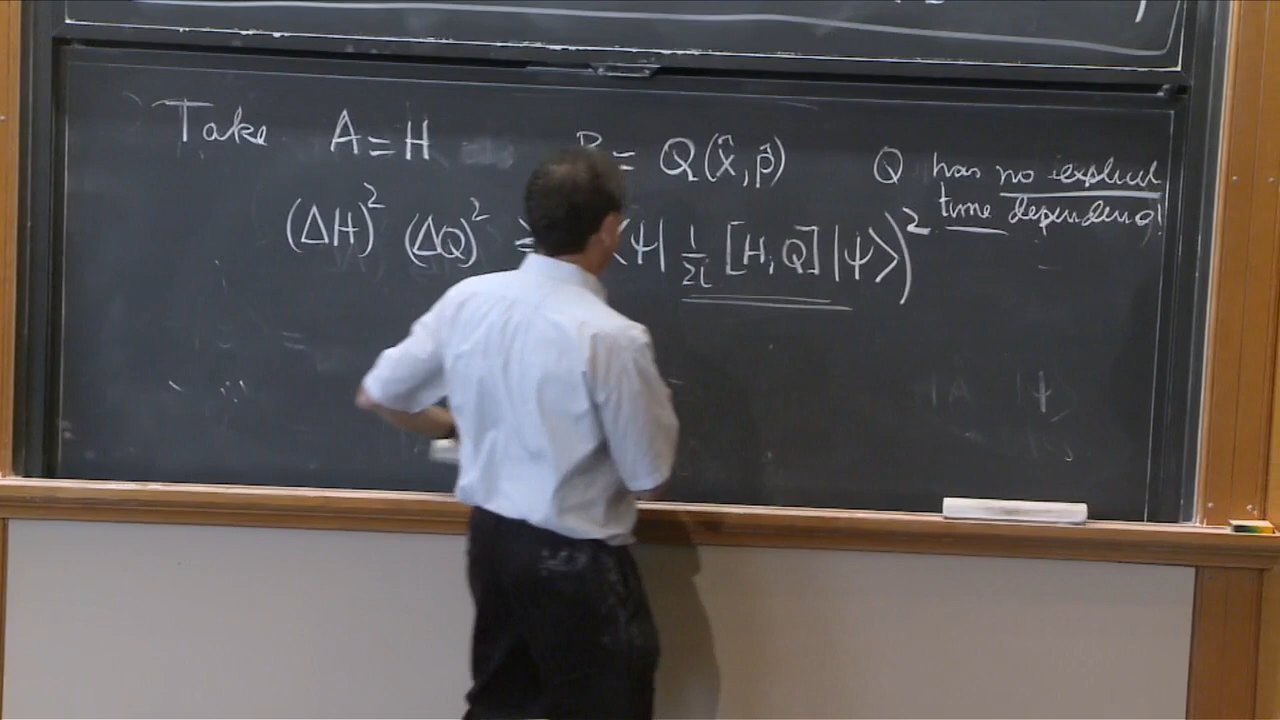 Take A = H B = Q(x̂, p̂) Q has no explicit
time dependence!
(ΔH)² (ΔQ)² ≥ ⟨ψ| 1/2i [H, Q] |ψ⟩)²